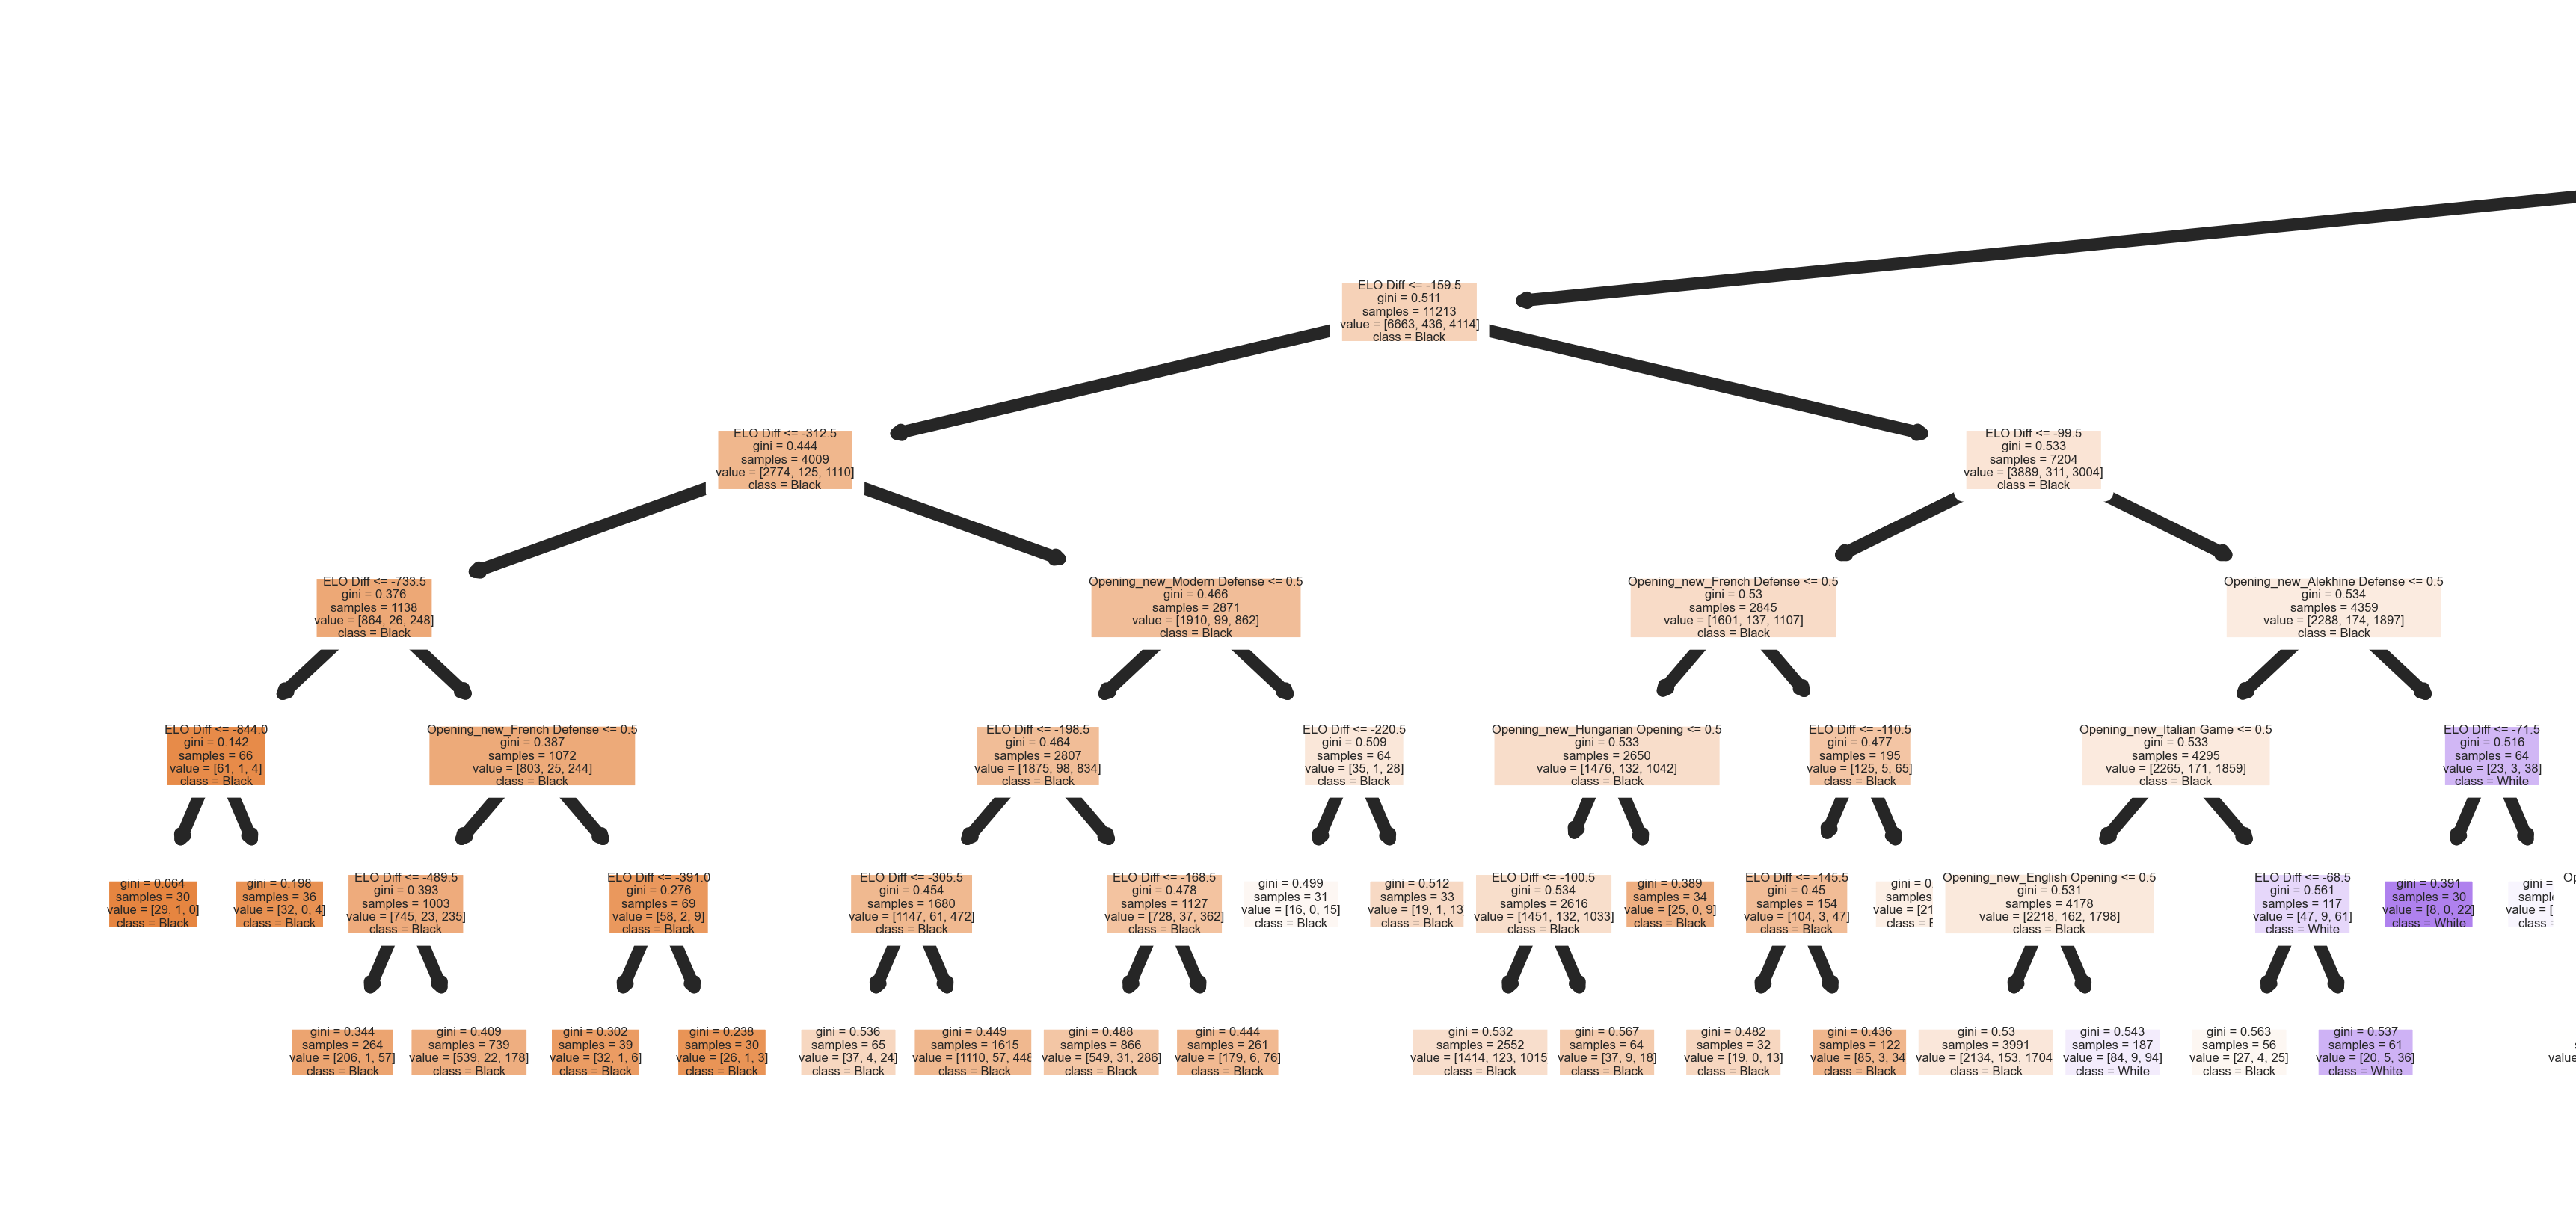 ELO Diff <= -159.5
gini = 0.511
samples = 11213
value = [6663, 436, 4114]
class = Black
ELO Diff <= -312.5
gini = 0.444
samples = 4009
value = [2774, 125, 1110]
class = Black
ELO Diff <= -99.5
gini = 0.533
samples = 7204
value = [3889, 311, 3004]
class = Black
ELO Diff <= -733.5
gini = 0.376
samples = 1138
value = [864, 26, 248]
class = Black
Opening_new_Modern Defense <= 0.5
gini = 0.466
samples = 2871
value = [1910, 99, 862]
class = Black
Opening_new_French Defense <= 0.5
gini = 0.53
samples = 2845
value = [1601, 137, 1107]
class = Black
Opening_new_Alekhine Defense <= 0.5
gini = 0.534
samples = 4359
value = [2288, 174, 1897]
class = Black
ELO Diff <= -844.0
gini = 0.142
samples = 66
value = [61, 1, 4]
class = Black
Opening_new_French Defense <= 0.5
gini = 0.387
samples = 1072
value = [803, 25, 244]
class = Black
ELO Diff <= -198.5
gini = 0.464
samples = 2807
value = [1875, 98, 834]
class = Black
ELO Diff <= -220.5
gini = 0.509
samples = 64
value = [35, 1, 28]
class = Black
Opening_new_Hungarian Opening <= 0.5
gini = 0.533
samples = 2650
value = [1476, 132, 1042]
class = Black
ELO Diff <= -110.5
gini = 0.477
samples = 195
value = [125, 5, 65]
class = Black
Opening_new_Italian Game <= 0.5
gini = 0.533
samples = 4295
value = [2265, 171, 1859]
class = Black
ELO Diff <= -71.5
gini = 0.516
samples = 64
value = [23, 3, 38]
class = White
gini = 0.064
samples = 30
value = [29, 1, 0]
class = Black
gini = 0.198
samples = 36
value = [32, 0, 4]
class = Black
ELO Diff <= -489.5
gini = 0.393
samples = 1003
value = [745, 23, 235]
class = Black
ELO Diff <= -391.0
gini = 0.276
samples = 69
value = [58, 2, 9]
class = Black
ELO Diff <= -305.5
gini = 0.454
samples = 1680
value = [1147, 61, 472]
class = Black
ELO Diff <= -168.5
gini = 0.478
samples = 1127
value = [728, 37, 362]
class = Black
gini = 0.499
samples = 31
value = [16, 0, 15]
class = Black
gini = 0.512
samples = 33
value = [19, 1, 13
class = Black
ELO Diff <= -100.5
gini = 0.534
samples = 2616
value = [1451, 132, 1033]
class = Black
gini = 0.389
samples = 34
value = [25, 0, 9]
class = Black
ELO Diff <= -145.5
gini = 0.45
samples = 154
value = [104, 3, 47]
class = Black
gini = 0.
samples
value = [21
class =
Opening_new_English Opening <= 0.5
gini = 0.531
samples = 4178
value = [2218, 162, 1798]
class = Black
ELO Diff <= -68.5
gini = 0.561
samples = 117
value = [47, 9, 61]
class = White
gini = 0.391
samples = 30
value = [8, 0, 22]
class = White
gini =
value = [
class =
gini = 0.344
samples = 264
value = [206, 1, 57]
class = Black
gini = 0.409
samples = 739
value = [539, 22, 178]
class = Black
gini = 0.302
samples = 39
value = [32, 1, 6]
class = Black
gini = 0.238
samples = 30
value = [26, 1, 3]
class = Black
gini = 0.536
samples = 65
value = [37, 4, 24]
class = Black
gini = 0.449
samples = 1615
value = [1110, 57, 448
class = Black
gini = 0.488
samples = 866
value = [549, 31, 286]
class = Black
gini = 0.444
samples = 261
value = [179, 6, 76]
class = Black
gini = 0.532
samples = 2552
value = [1414, 123, 1015
class = Black
gini = 0.567
samples = 64
value = [37, 9, 18]
class = Black
gini = 0.482
samples = 32
value = [19, 0, 13]
class = Black
gini = 0.436
samples = 122
value = [85, 3, 34
class = Black
gini = 0.53
samples = 3991
value = [2134, 153, 1704
class = Black
gini = 0.543
samples = 187
value = [84, 9, 94]
class = White
gini = 0.563
samples = 56
value = [27, 4, 25]
class = Black
gini = 0.537
samples = 61
value = [20, 5, 36]
class = White